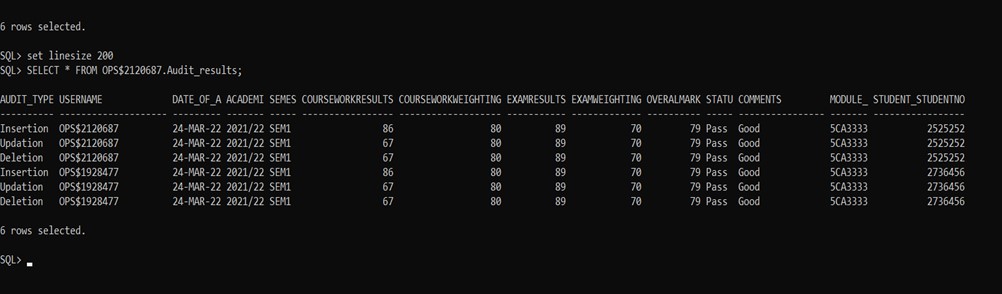 6 rows selected.
SQL> set linesize 200
SQL> SELECT * FROM OPS$2120687.Audit_results;
AUDIT_TYPE USERNAME DATE_OF_A ACADEMI SEMES COURSEWORKRESULTS COURSEWORKWEIGHTING EXAMRESULTS EXAMWEIGHTING OVERALMARK STATU COMMENTS MODULE_ STUDENT_STUDENTNO
---------- -------------------- --------- ------- ----- ----------------- ------------------- ----------- ------------- ---------- ----- ---------------- ------- -----------------
Insertion OPS$2120687 24-MAR-22 2021/22 SEM1 86 80 89 70 79 Pass Good 5CA3333 2525252
Updation OPS$2120687 24-MAR-22 2021/22 SEM1 67 80 89 70 79 Pass Good 5CA3333 2525252
Deletion OPS$2120687 24-MAR-22 2021/22 SEM1 67 80 89 70 79 Pass Good 5CA3333 2525252
Insertion OPS$1928477 24-MAR-22 2021/22 SEM1 86 80 89 70 79 Pass Good 5CA3333 2736456
Updation OPS$1928477 24-MAR-22 2021/22 SEM1 67 80 89 70 79 Pass Good 5CA3333 2736456
Deletion OPS$1928477 24-MAR-22 2021/22 SEM1 67 80 89 70 79 Pass Good 5CA3333 2736456
6 rows selected.
SQL>